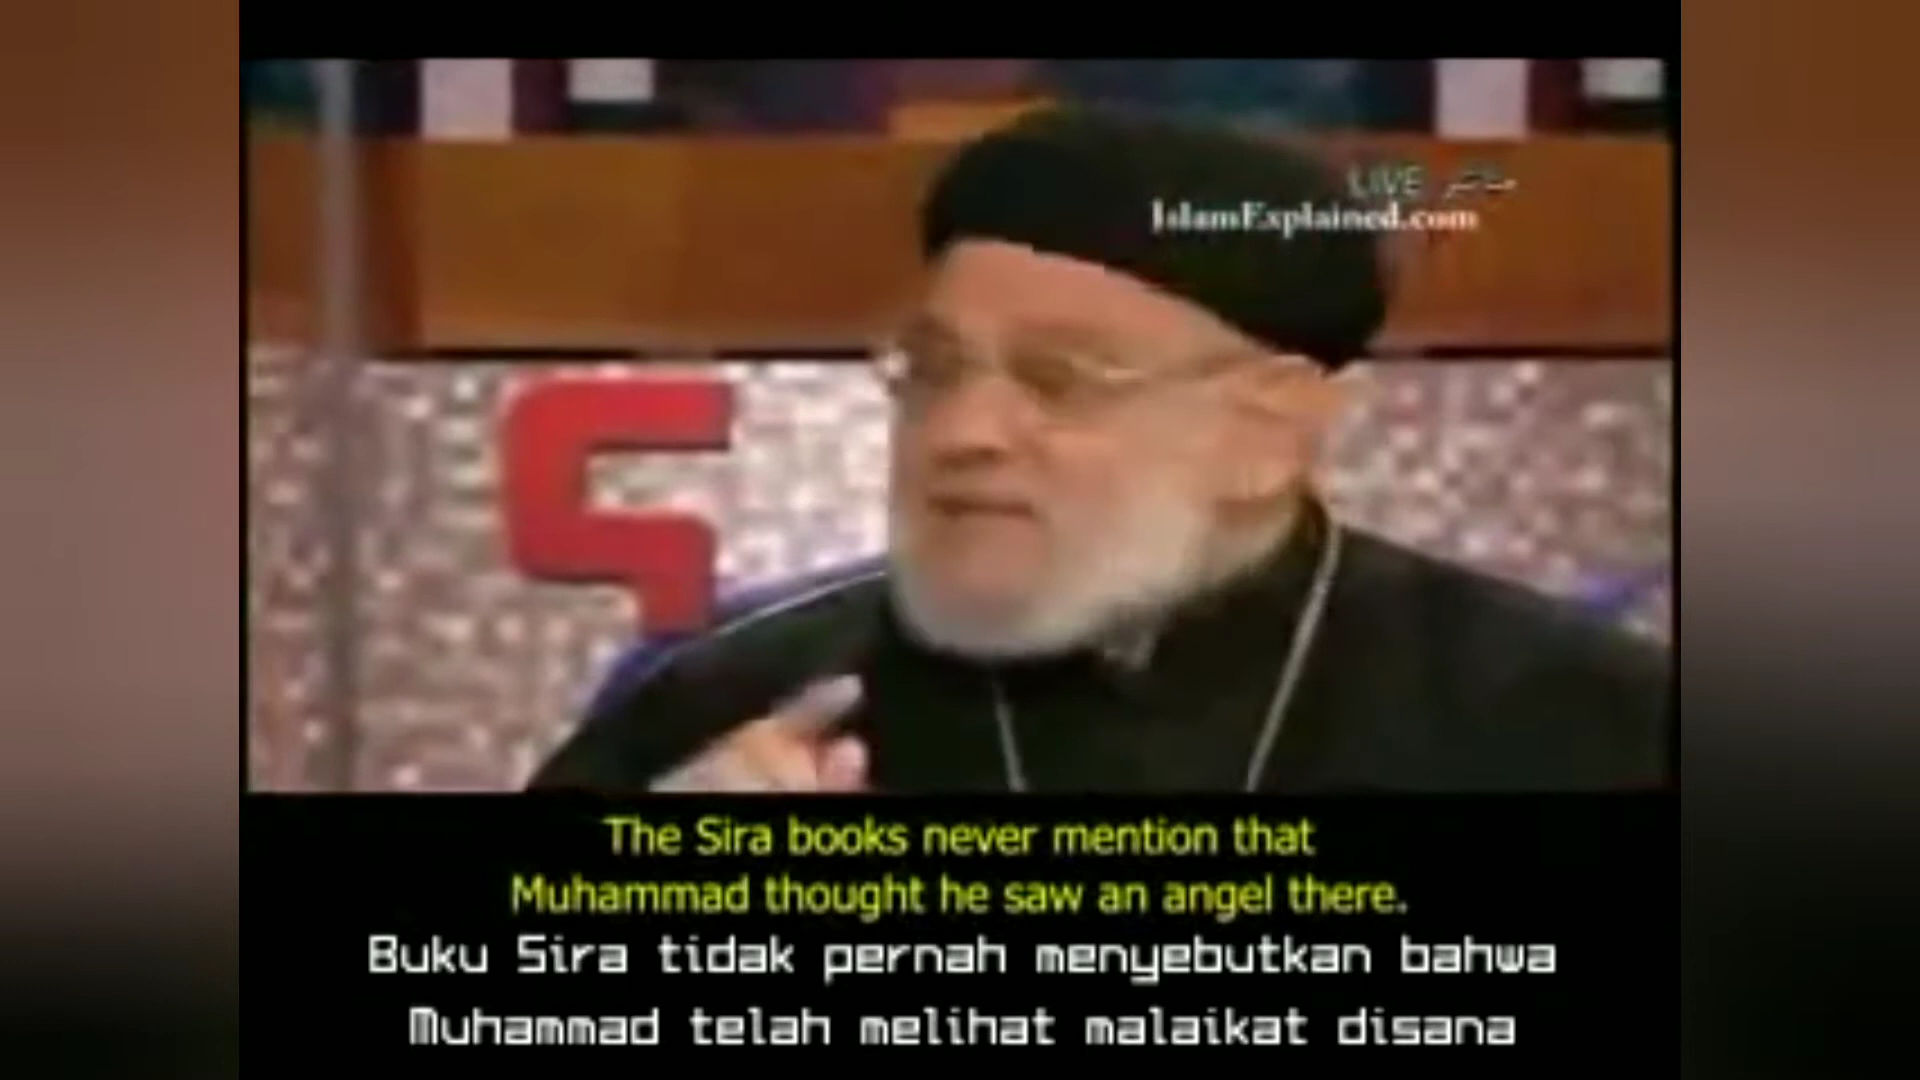 LIVE مباشر
IslamExplained.com
The Sira books never mention that
Muhammad thought he saw an angel there.
Buku Sira tidak pernah menyebutkan bahwa
Muhammad telah melihat malaikat disana